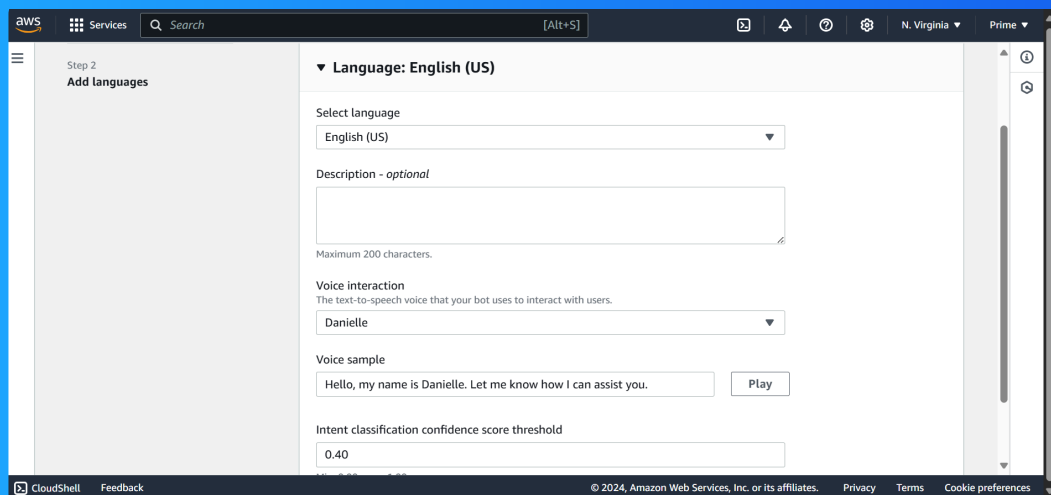 aws Services Search [Alt+S] N. Virginia ▼ Prime ▼
Step 2
Add languages
▼ Language: English (US)
Select language
English (US)
Description - optional
Maximum 200 characters.
Voice interaction
The text-to-speech voice that your bot uses to interact with users.
Danielle
Voice sample
Hello, my name is Danielle. Let me know how I can assist you.
Play
Intent classification confidence score threshold
0.40
CloudShell Feedback © 2024, Amazon Web Services, Inc. or its affiliates. Privacy Terms Cookie preferences